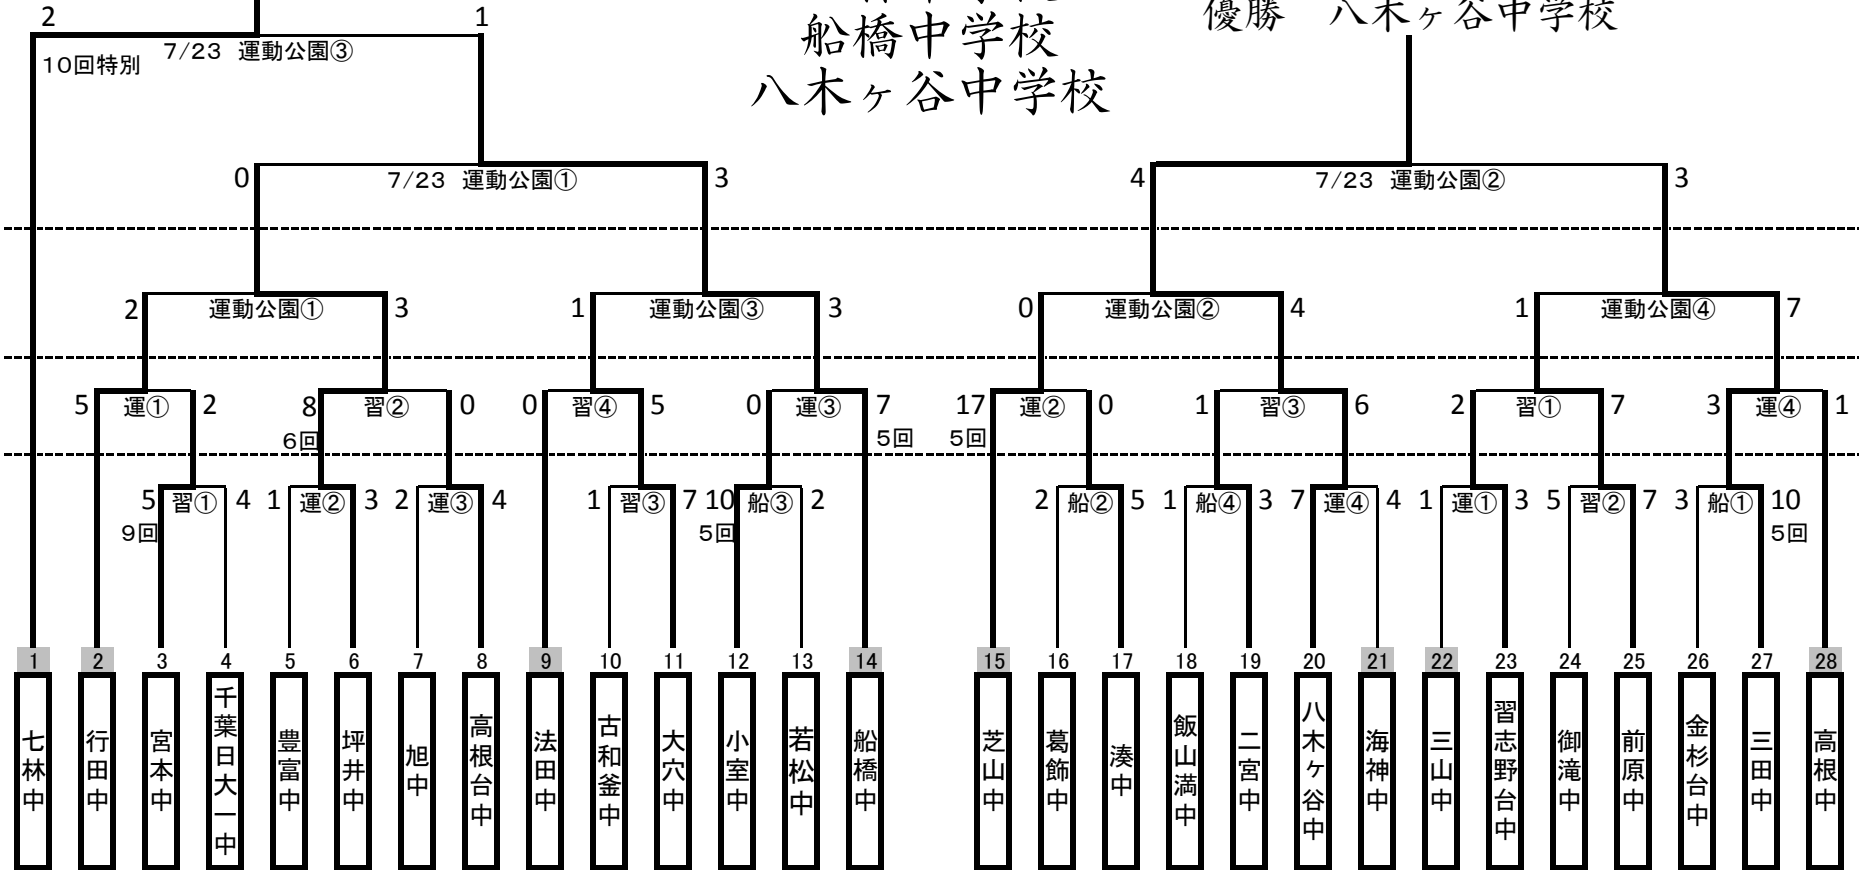 優勝 八木ヶ谷中学校
船橋中学校
八木ヶ谷中学校
2 1
10回特別 7/23 運動公園③
0 7/23 運動公園① 3 4 7/23 運動公園② 3
2 運動公園① 3 1 運動公園③ 3 0 運動公園② 4 1 運動公園④ 7
5 運① 2 8 習② 0 0 習④ 5 0 運③ 7 17 運② 0 1 習③ 6 2 習① 7 3 運④ 1
6回 5回 5回
5 習① 4 1 運② 3 2 運③ 4 1 習③ 7 10 船③ 2 2 船② 5 1 船④ 3 7 運④ 4 1 運① 3 5 習② 7 3 船① 10
9回 5回 5回
1 2 3 4 5 6 7 8 9 10 11 12 13 14 15 16 17 18 19 20 21 22 23 24 25 26 27 28
七林中
行田中
宮本中
千葉日大一中
豊富中
坪井中
旭中
高根台中
法田中
古和釜中
大穴中
小室中
若松中
船橋中
芝山中
葛飾中
湊中
飯山満中
二宮中
八木ヶ谷中
海神中
三山中
習志野台中
御滝中
前原中
金杉台中
三田中
高根中